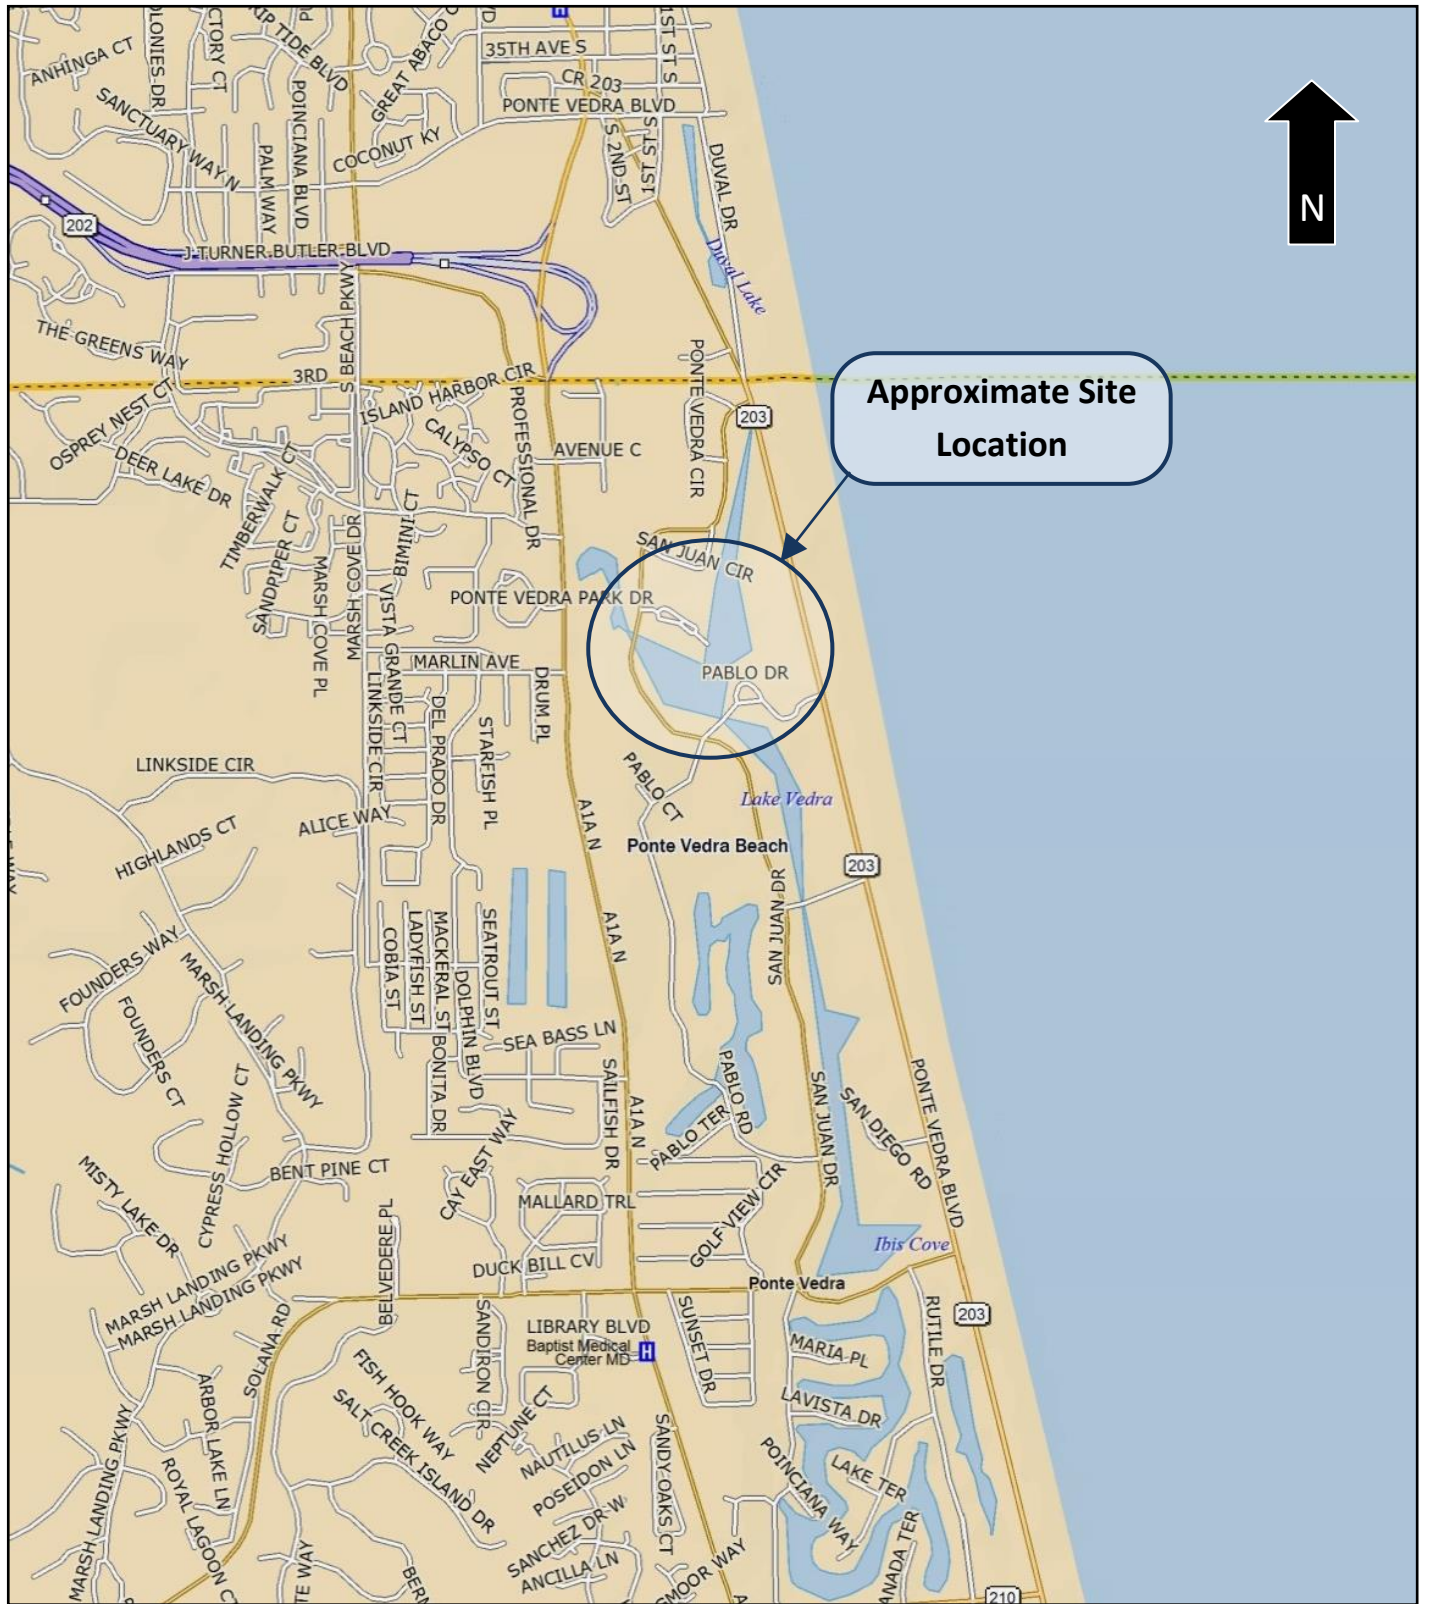 ANHINGA CT
35TH AVE S
1ST ST S
CR 203
SANCTUARY WAY N
POINCIANA BLVD
PALM WAY
COCONUT KY
PONTE VEDRA BLVD
S 2ND ST
DUVAL DR
N
202
J TURNER BUTLER BLVD
S BEACH PKWY
Duval Lake
THE GREENS WAY
3RD
ISLAND HARBOR CIR
PONTE VEDRA CIR
203
Approximate Site
Location
OSPREY NEST CT
DEER LAKE DR
CALYPSO CT
PROFESSIONAL DR
AVENUE C
TIMBERWALK CT
SANDPIPER CT
MARSH COVE PL
MARSH COVE DR
BIMINI CT
VISTA GRANDE CT
SAN JUAN CIR
PONTE VEDRA PARK DR
MARLIN AVE
PABLO DR
LINKSIDE CIR
DEL PRADO DR
STARFISH PL
DRUM PL
LINKSIDE CIR
ALICE WAY
HIGHLANDS CT
A1A N
PABLO CT
Lake Vedra
Ponte Vedra Beach
203
SAN JUAN DR
FOUNDERS WAY
FOUNDERS CT
MARSH LANDING PKWY
COBIA ST
LADYFISH ST
MACKERAL ST
DOLPHIN BLVD
SEATROUT ST
A1A N
SEA BASS LN
BONITA DR
SAILFISH DR
A1A N
PABLO RD
PABLO TER
SAN JUAN DR
SAN DIEGO RD
PONTE VEDRA BLVD
CYPRESS HOLLOW CT
BENT PINE CT
MISTY LAKE DR
CAY EAST WAY
MALLARD TRL
GOLF VIEW CIR
Ibis Cove
MARSH LANDING PKWY
MARSH LANDING PKWY
BELVEDERE PL
DUCK BILL CV
Ponte Vedra
SOLANA RD
SANDIRON CIR
LIBRARY BLVD
Baptist Medical
Center MD
H
SUNSET DR
RUTILE DR
203
MARIA PL
LAVISTA DR
ARBOR LAKE LN
FISH HOOK WAY
SALT CREEK ISLAND DR
NEPTUNE CT
NAUTILUS LN
POSEIDON LN
SANDY OAKS CT
MARSH LANDING PKWY
ROYAL LAGOON C
POINCIANA WAY
LAKE TER
SANCHEZ DR W
ANCILLA LN
GMOOR WAY
ANADA TER
TE WAY
BERM
210